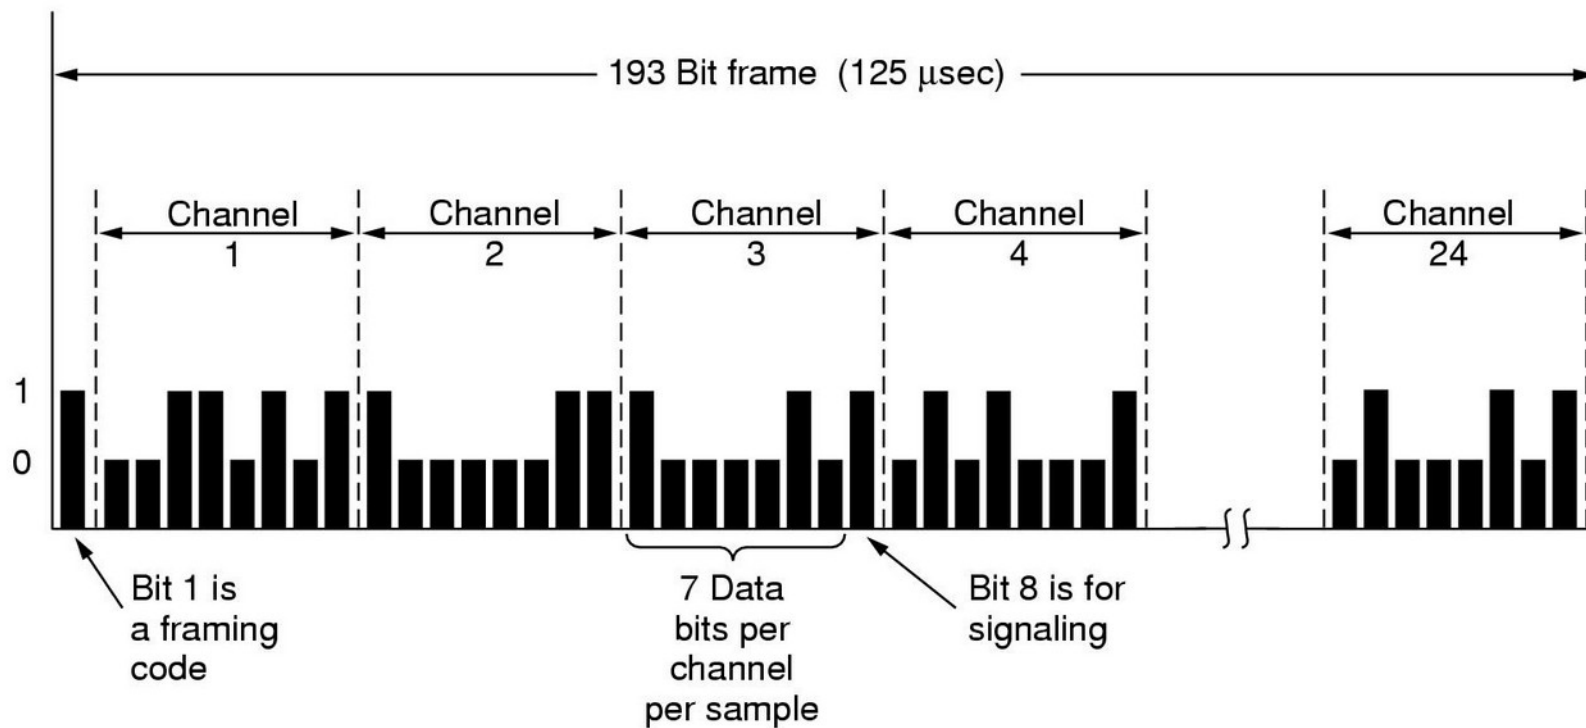 193 Bit frame (125 μsec)
Channel
1
Channel
2
Channel
3
Channel
4
Channel
24
1
0
Bit 1 is
a framing
code
7 Data
bits per
channel
per sample
Bit 8 is for
signaling